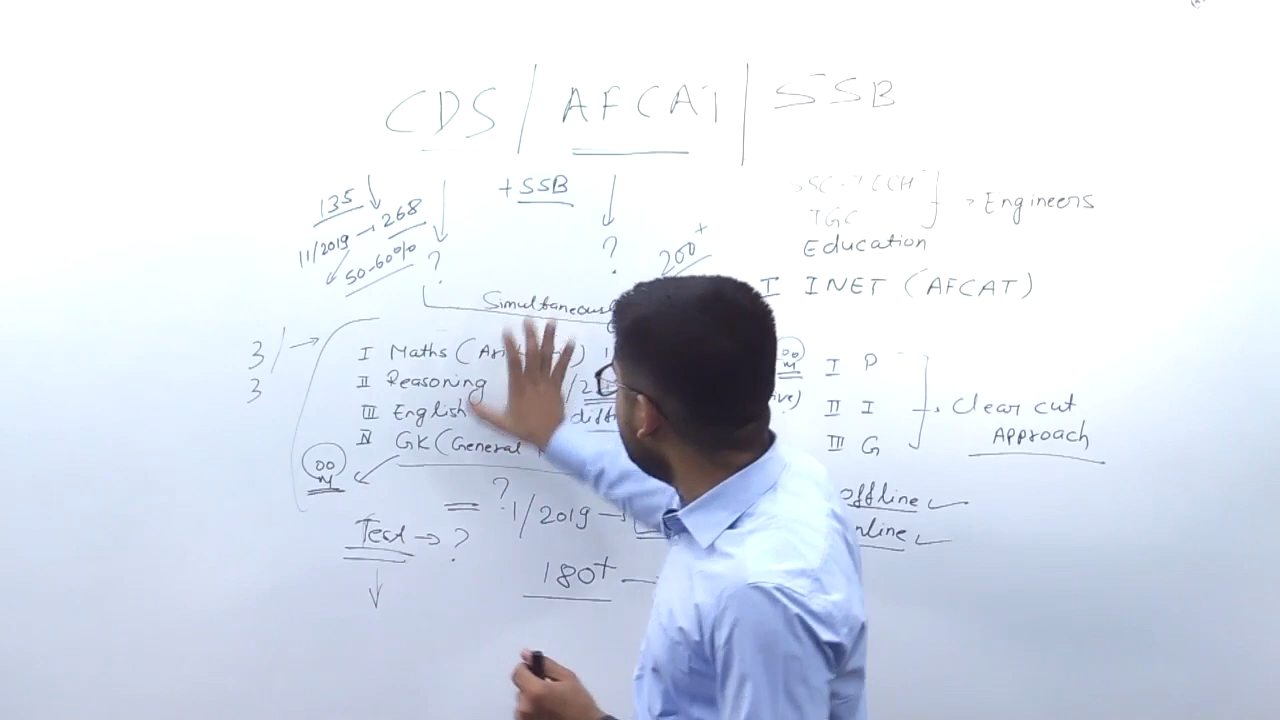 CDS / AFCAT | SSB
+ SSB
135
11/2019 → 268
50-60%
?
?
200+
TGC
Engineers
Education
I INET (AFCAT)
Simultaneous
3/
3
I Maths (
II Reasoning
III English
IV GK (General
I P
II I
III G
Clear cut
APProach
offline
Test → ?
= ? 1/2019 →
180+